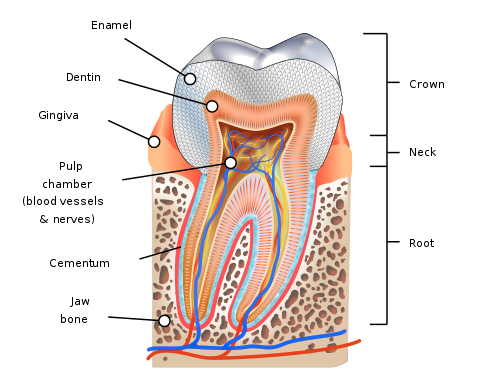 Enamel
Dentin
Gingiva
Pulp
chamber
(blood vessels
& nerves)
Cementum
Jaw
bone
Crown
Neck
Root